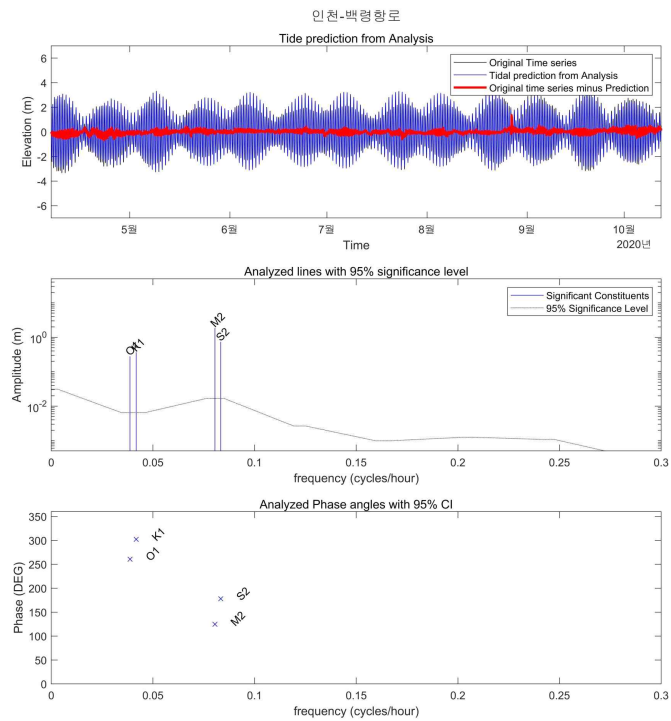 인천-백령항로
Tide prediction from Analysis
6
4
2
0
-2
-4
-6
Elevation (m)
Original Time series
Tidal prediction from Analysis
Original time series minus Prediction
5월 6월 7월 8월 9월 10월
Time
2020년
Analyzed lines with 95% significance level
10^0
10^-2
Amplitude (m)
M2
S2
O1
K1
Significant Constituents
95% Significance Level
0 0.05 0.1 0.15 0.2 0.25 0.3
frequency (cycles/hour)
Analyzed Phase angles with 95% CI
350
300
250
200
150
100
50
0
Phase (DEG)
K1
O1
S2
M2
0 0.05 0.1 0.15 0.2 0.25 0.3
frequency (cycles/hour)